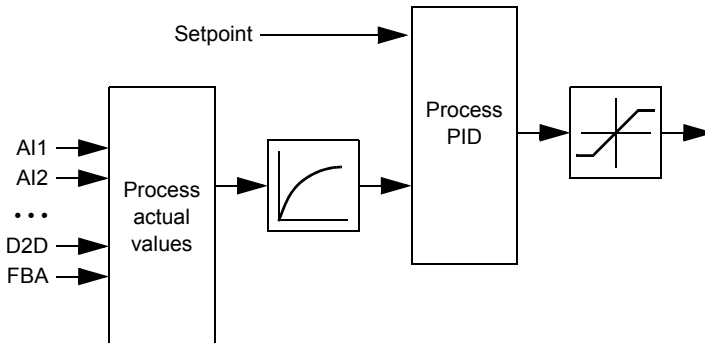 Setpoint
Process
PID
AI1
AI2
• • •
D2D
FBA
Process
actual
values